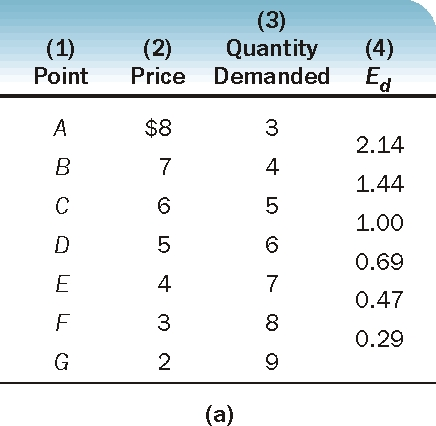 (3)
(1) (2) Quantity (4)
Point Price Demanded Ed
A $8 3
2.14
B 7 4
1.44
C 6 5
1.00
D 5 6
0.69
E 4 7
0.47
F 3 8
0.29
G 2 9
(a)